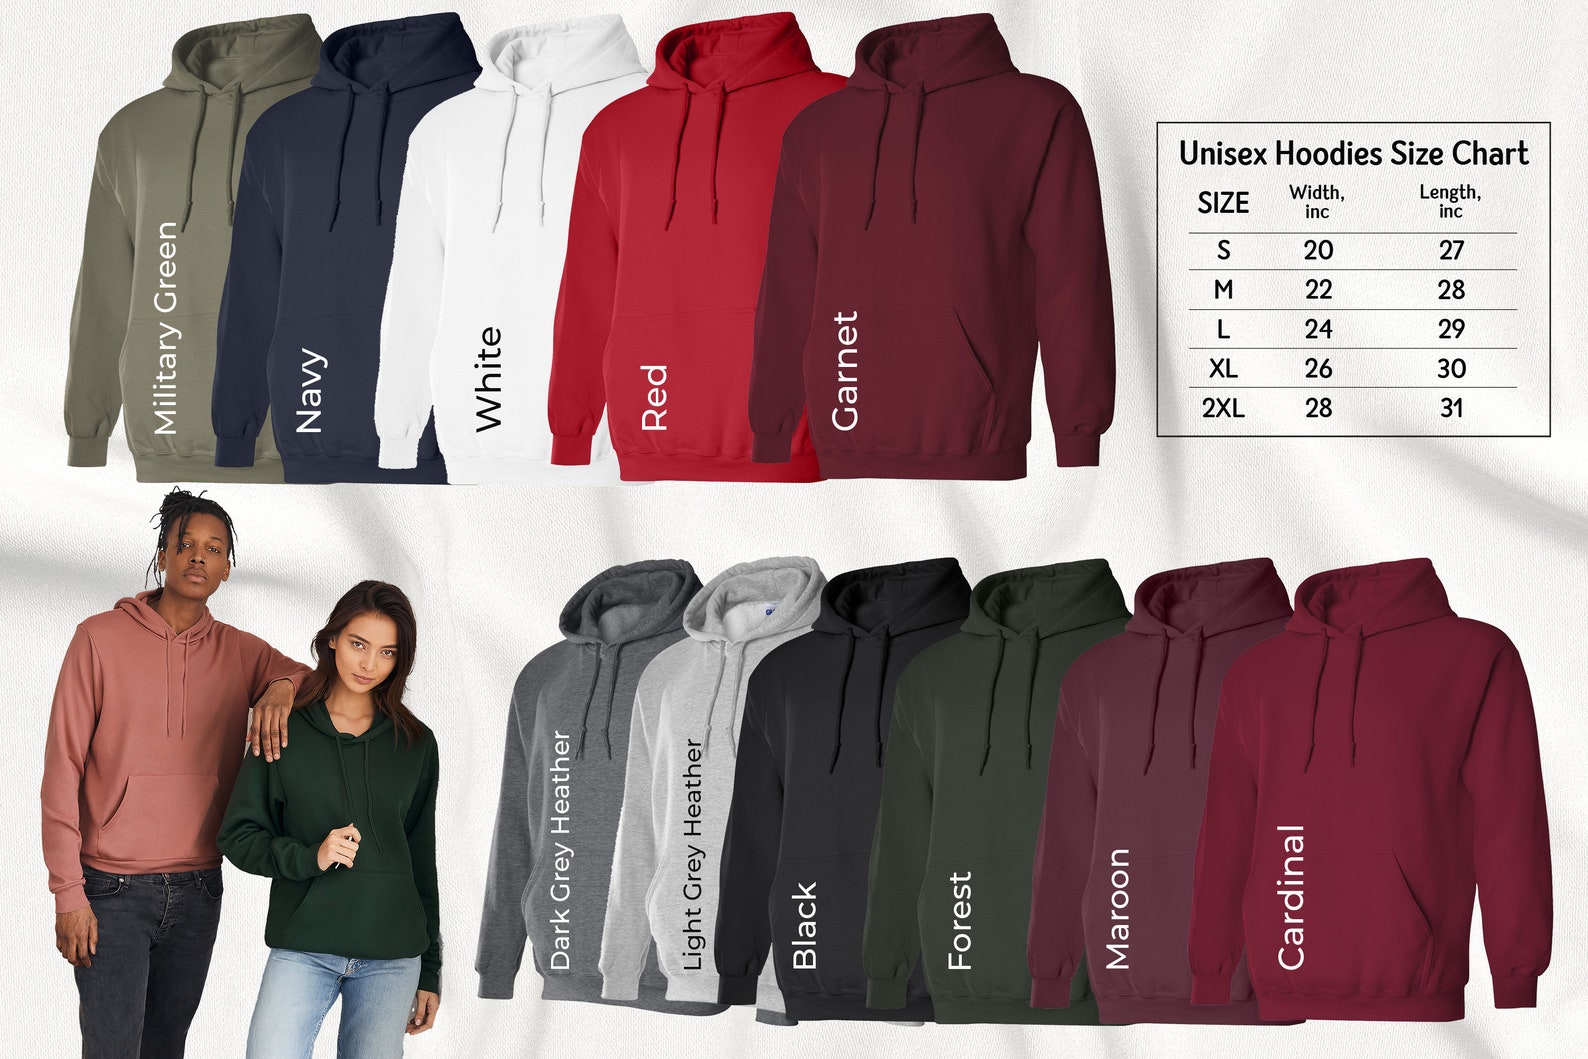 Military Green
Navy
White
Red
Garnet
Unisex Hoodies Size Chart
SIZE Width, inc Length, inc
S 20 27
M 22 28
L 24 29
XL 26 30
2XL 28 31
Dark Grey Heather
Light Grey Heather
Black
Forest
Maroon
Cardinal